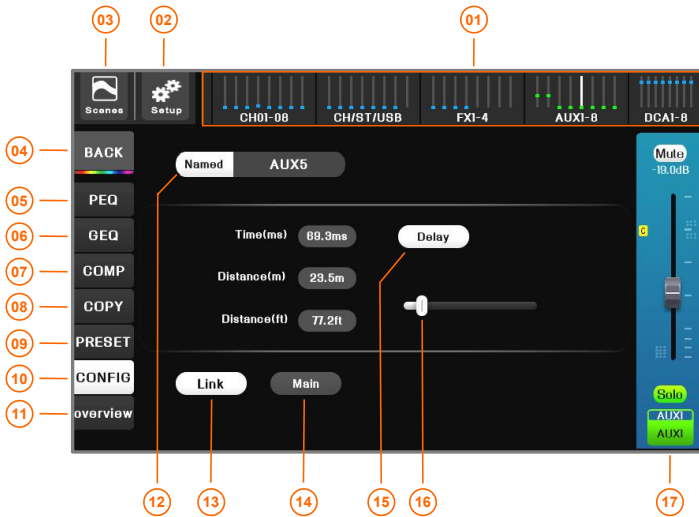 03
02
01
Scenes
Setup
CH01-08
CH/ST/USB
FX1-4
AUX1-8
DCA1-8
04
BACK
Named
AUX5
Mute
-19.0dB
05
PEQ
06
GEQ
Time(ms)
69.3ms
Delay
C
07
COMP
Distance(m)
23.5m
08
COPY
Distance(ft)
77.2ft
09
PRESET
10
CONFIG
Link
Main
Solo
11
overview
AUX1
AUX1
12
13
14
15
16
17